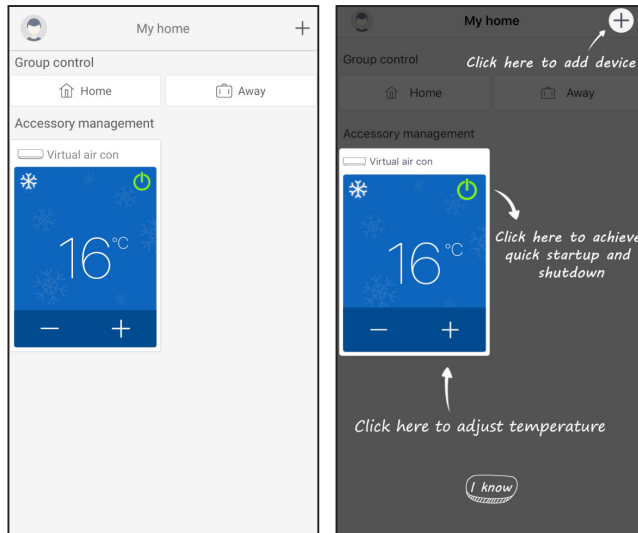 My home
+
Group control
Home
Away
Accessory management
Virtual air con
16°C
− +
My home
+
Click here to add device
Group control
Home
Away
Accessory management
Virtual air con
16°C
− +
Click here to achieve
quick startup and
shutdown
Click here to adjust temperature
I know